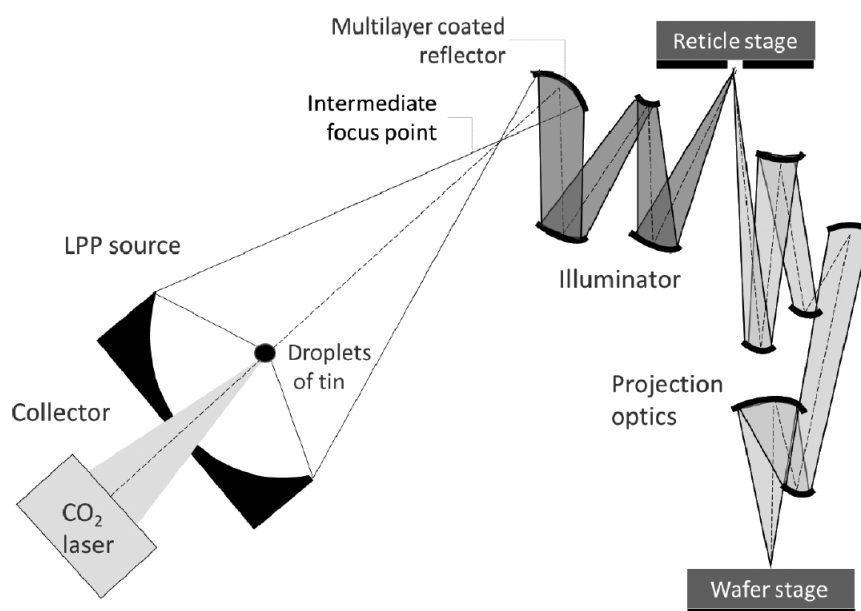 Multilayer coated
reflector
Reticle stage
Intermediate
focus point
LPP source
Illuminator
Droplets
of tin
Projection
optics
Collector
CO₂
laser
Wafer stage